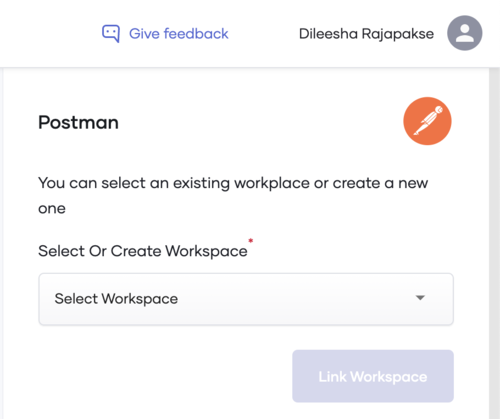 Give feedback
Dileesha Rajapakse
Postman
You can select an existing workplace or create a new
one
Select Or Create Workspace*
Select Workspace
Link Workspace